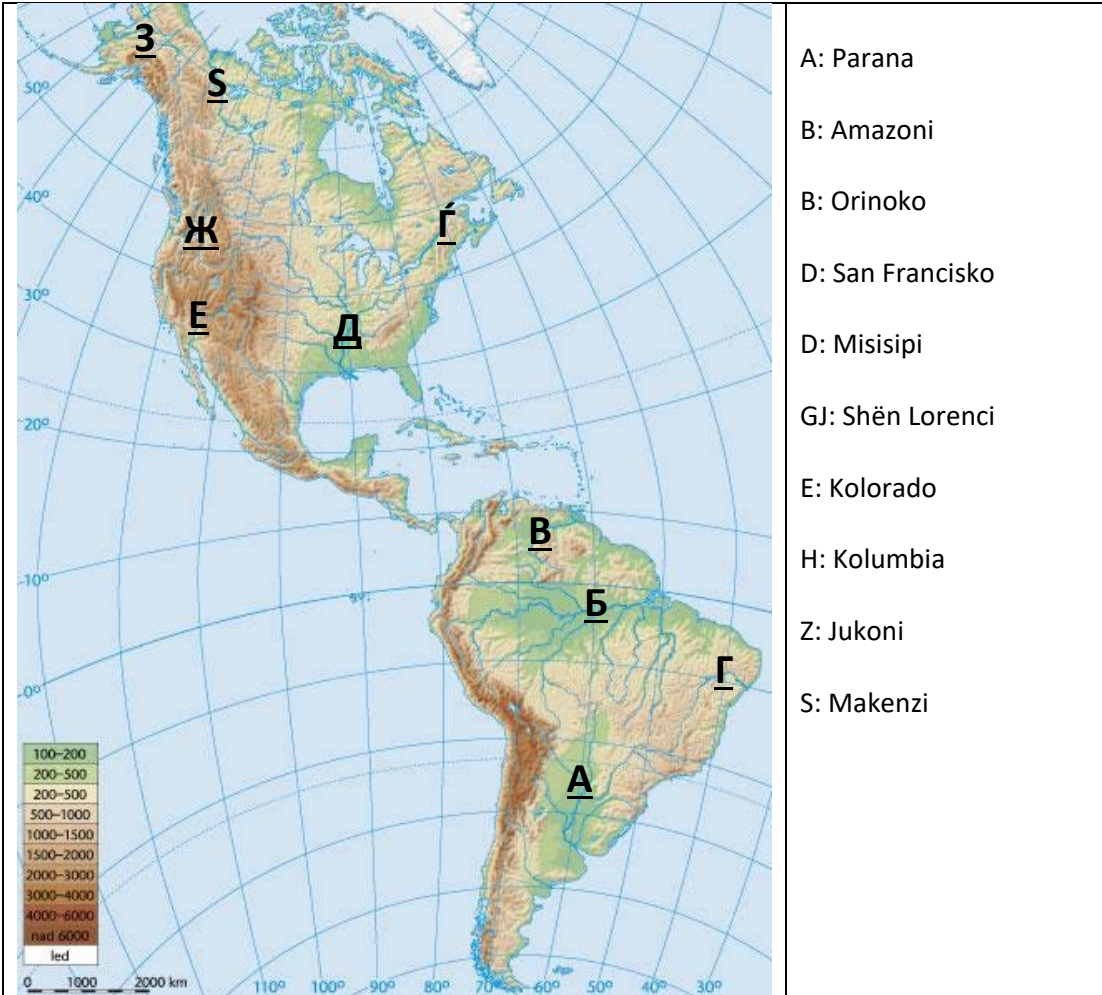 З
Ѕ
50°
40°
Ж
Ѓ
30°
Е
Д
20°
10°
В
Б
0°
Г
А
100–200
200–500
200–500
500–1000
1000–1500
1500–2000
2000–3000
3000–4000
4000–6000
nad 6000
led
0 1000 2000 km
110° 100° 90° 80° 70° 60° 50° 40° 30°
A: Parana
B: Amazoni
B: Orinoko
D: San Francisko
D: Misisipi
GJ: Shën Lorenci
E: Kolorado
H: Kolumbia
Z: Jukoni
S: Makenzi